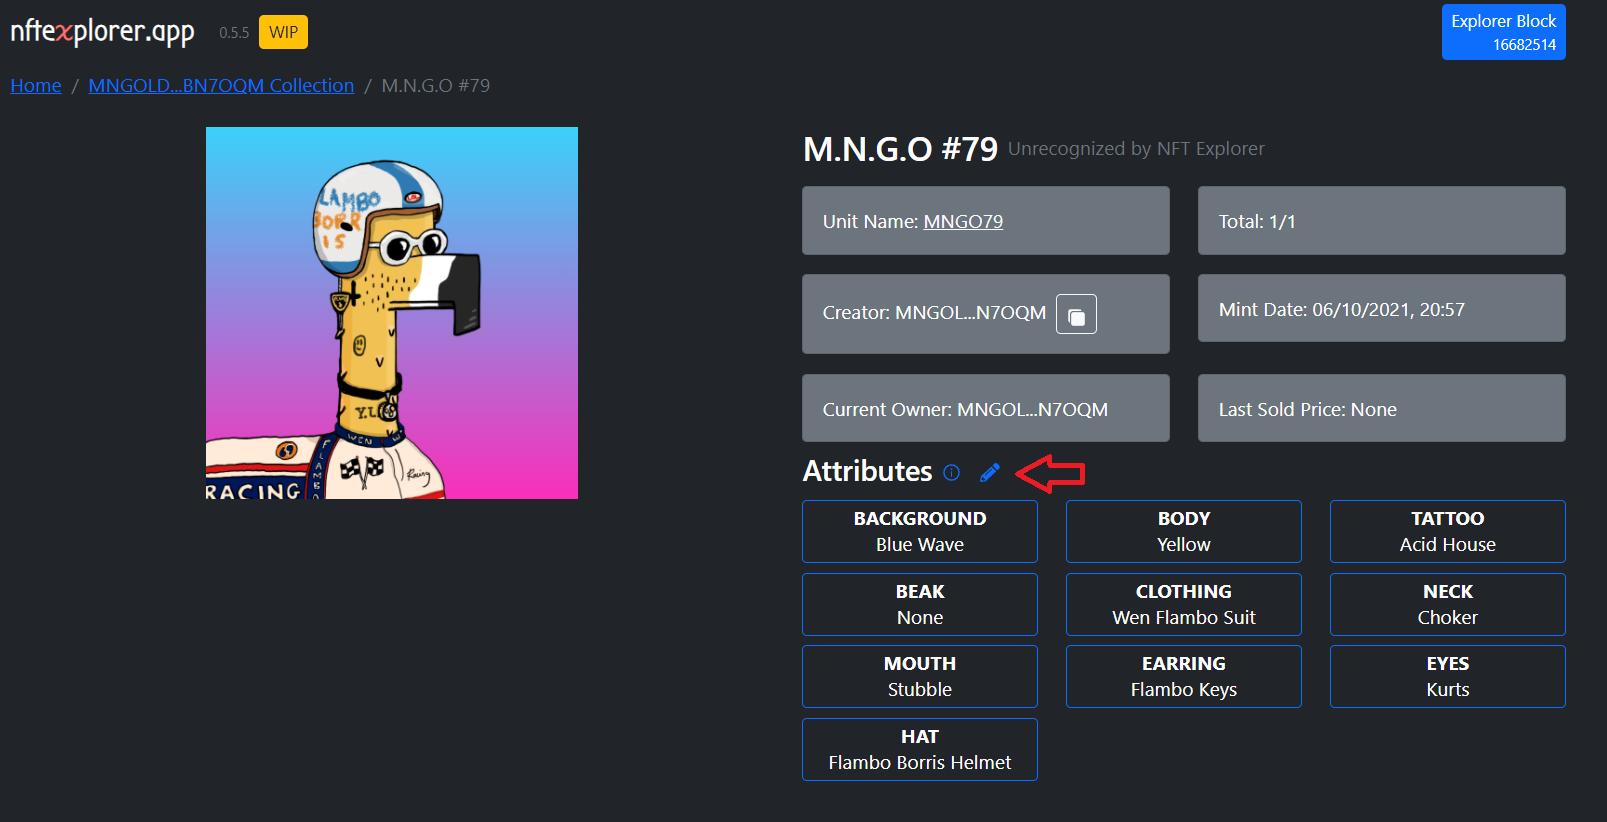 nftexplorer.app 0.5.5 WIP
Explorer Block
16682514
Home / MNGOLD...BN7OQM Collection / M.N.G.O #79
LAMBO
BORR
IS
Y.L
WEN W
FLAMBO
RACING
Racing
M.N.G.O #79 Unrecognized by NFT Explorer
Unit Name: MNGO79
Total: 1/1
Creator: MNGOL...N7OQM
Mint Date: 06/10/2021, 20:57
Current Owner: MNGOL...N7OQM
Last Sold Price: None
Attributes
BACKGROUND
Blue Wave
BODY
Yellow
TATTOO
Acid House
BEAK
None
CLOTHING
Wen Flambo Suit
NECK
Choker
MOUTH
Stubble
EARRING
Flambo Keys
EYES
Kurts
HAT
Flambo Borris Helmet